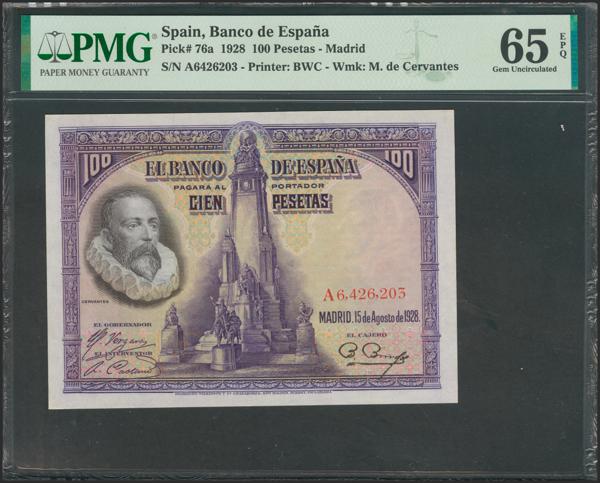 PMG
PAPER MONEY GUARANTY
Spain, Banco de España
Pick# 76a 1928 100 Pesetas - Madrid
S/N A6426203 - Printer: BWC - Wmk: M. de Cervantes
65 EPQ
Gem Uncirculated
100 100
EL BANCO DE ESPAÑA
PAGARÁ AL PORTADOR
CIEN PESETAS
CERVANTES
A6,426,203
MADRID, 15 de Agosto de 1928.
EL GOBERNADOR
EL CAJERO
EL INTERVENTOR